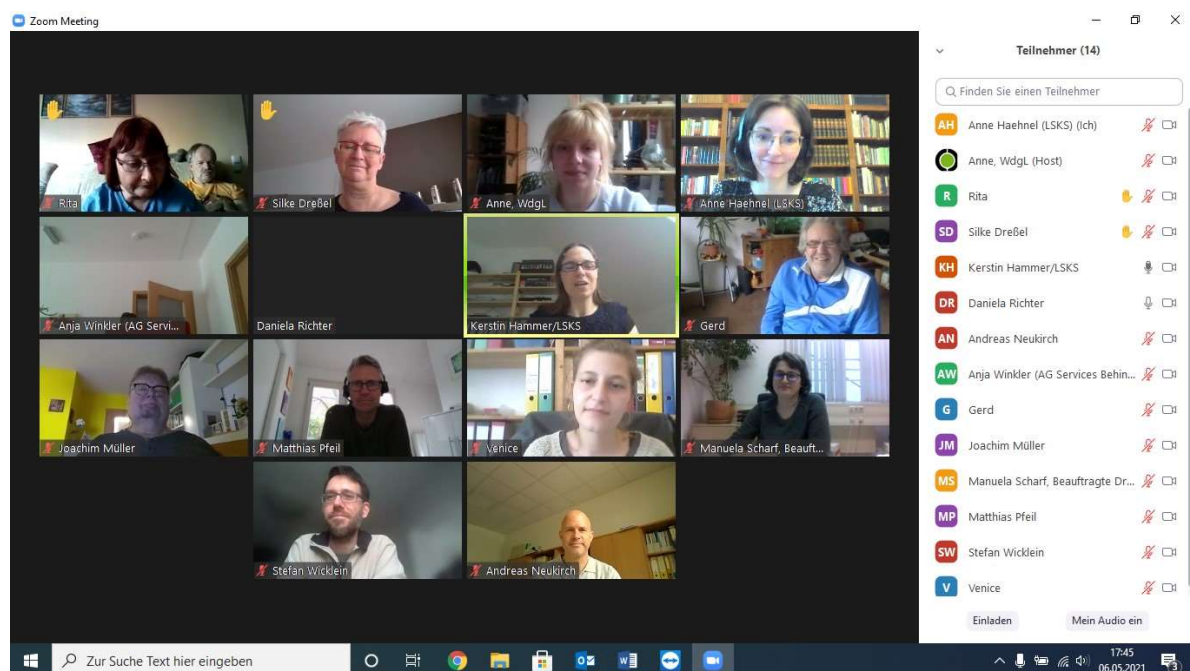 Zoom Meeting
Rita
Silke Dreßel
Anne, WdgL
Anne Haehnel (LSKS)
Anja Winkler (AG Servi...
Daniela Richter
Kerstin Hammer/LSKS
Gerd
Joachim Müller
Matthias Pfeil
Venice
Manuela Scharf, Beauft...
Stefan Wicklein
Andreas Neukirch
Teilnehmer (14)
Finden Sie einen Teilnehmer
AH Anne Haehnel (LSKS) (Ich)
Anne, WdgL (Host)
R Rita
SD Silke Dreßel
KH Kerstin Hammer/LSKS
DR Daniela Richter
AN Andreas Neukirch
AW Anja Winkler (AG Services Behin...
G Gerd
JM Joachim Müller
MS Manuela Scharf, Beauftragte Dr...
MP Matthias Pfeil
SW Stefan Wicklein
V Venice
Einladen Mein Audio ein
Zur Suche Text hier eingeben
17:45
06.05.2021
3